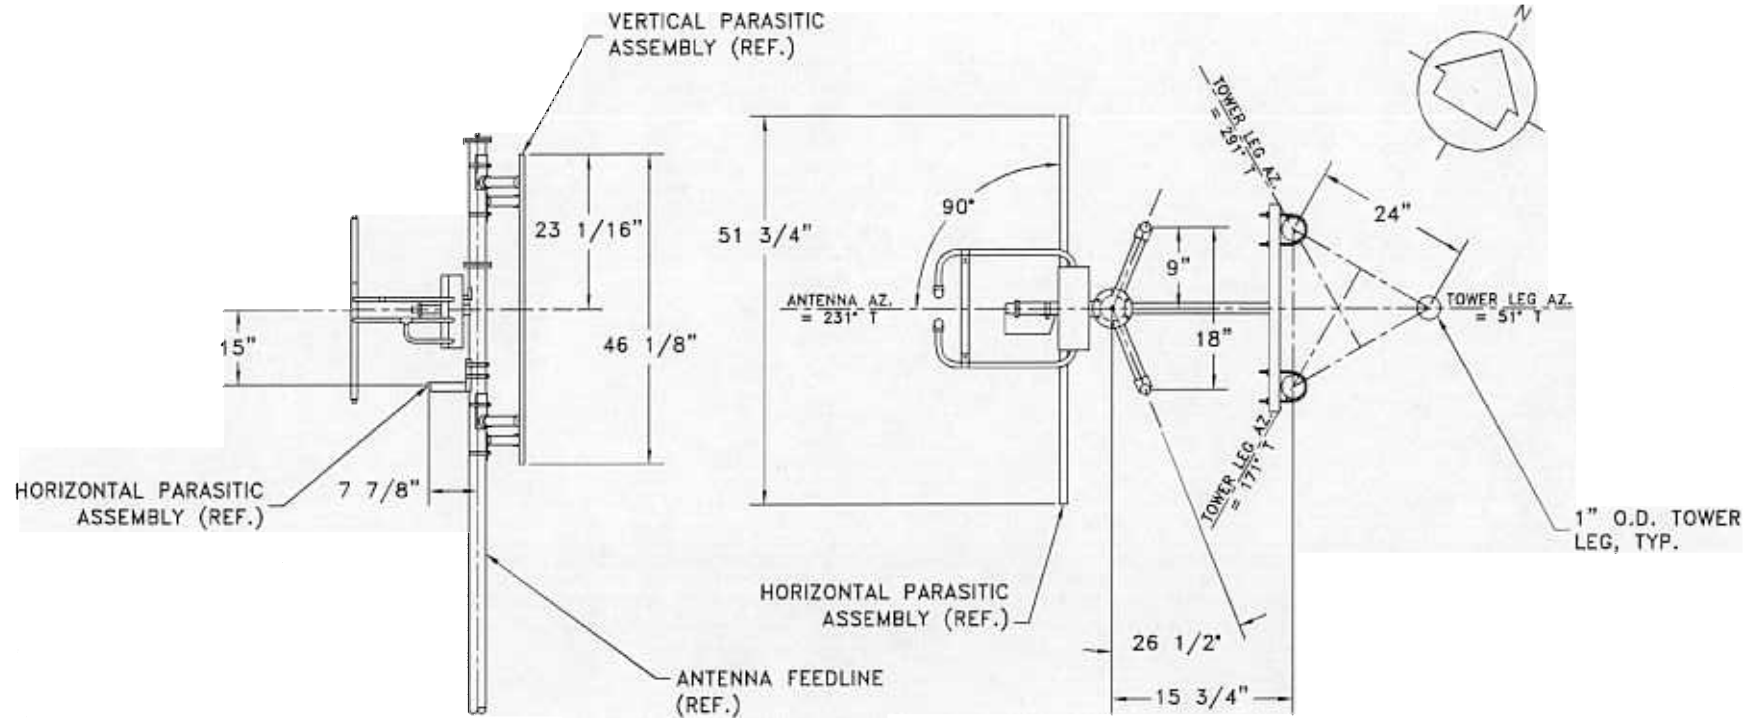 VERTICAL PARASITIC
ASSEMBLY (REF.)
N
TOWER LEG AZ.
= 291° T
24"
90°
23 1/16"
51 3/4"
9"
ANTENNA AZ.
= 231° T
TOWER LEG AZ.
= 51° T
15"
46 1/8"
18"
TOWER LEG AZ.
= 171° T
HORIZONTAL PARASITIC
ASSEMBLY (REF.)
7 7/8"
1" O.D. TOWER
LEG, TYP.
HORIZONTAL PARASITIC
ASSEMBLY (REF.)
26 1/2°
ANTENNA FEEDLINE
(REF.)
15 3/4"